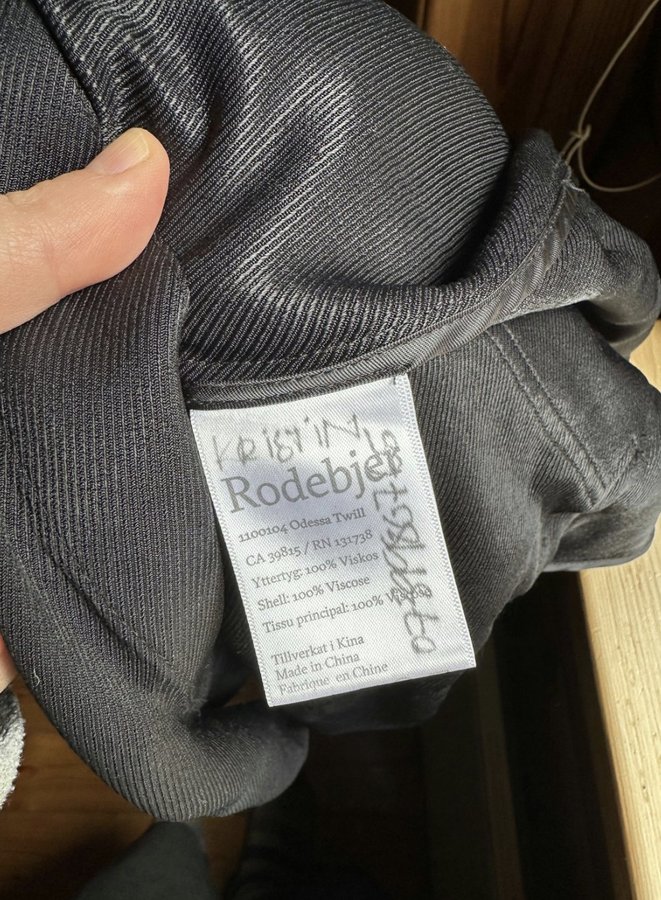 KRISTIN
Rodebjer
1100104 Odessa Twill
CA 39815 / RN 131738
Yttertyg: 100% Viskos
Shell: 100% Viscose
Tissu principal: 100% Viscose
Tillverkat i Kina
Made in China
Fabriqué en Chine